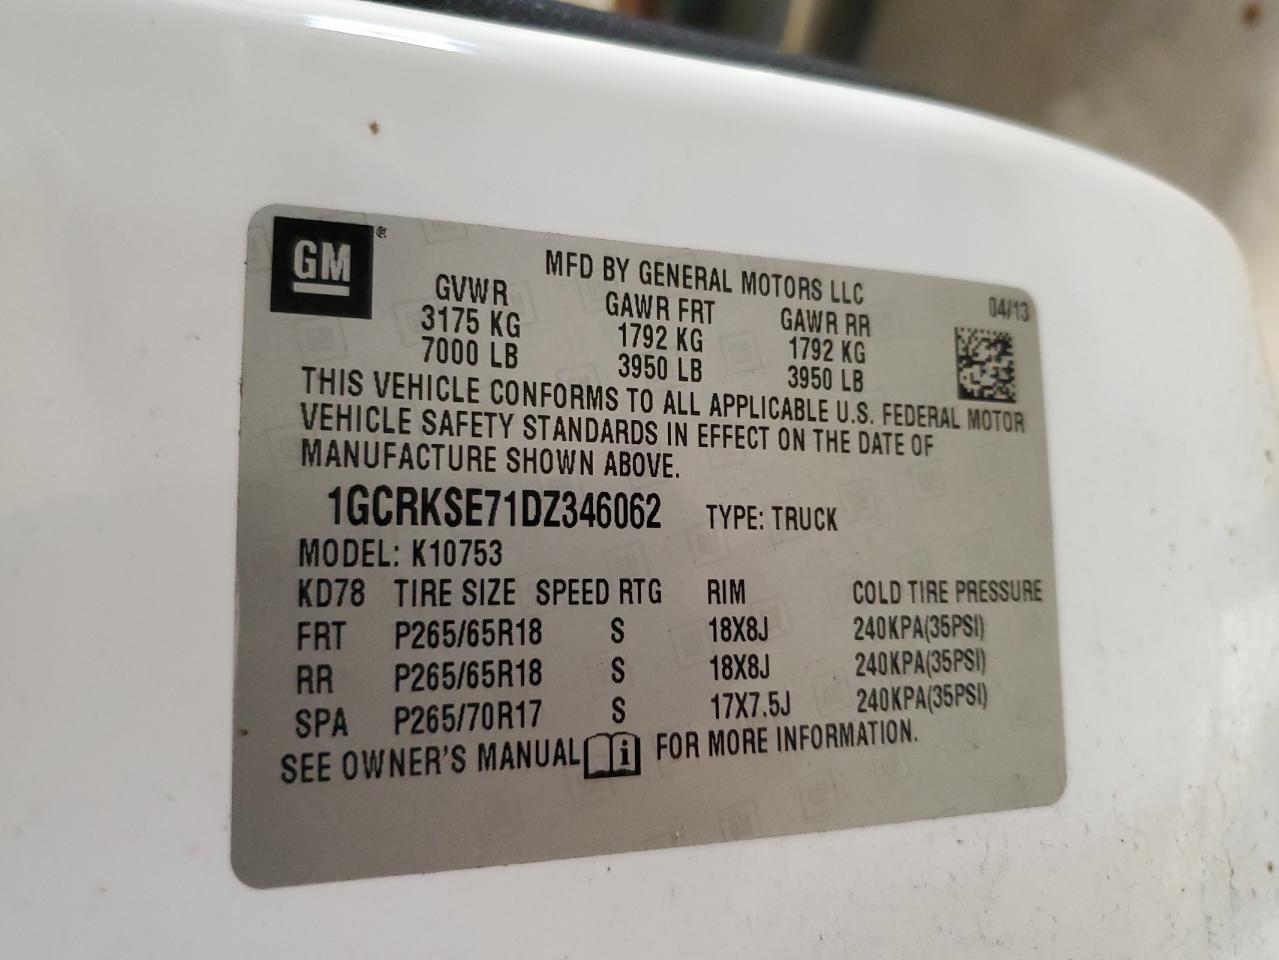 GM®
MFD BY GENERAL MOTORS LLC
04/13
GVWR GAWR FRT GAWR RR
3175 KG 1792 KG 1792 KG
7000 LB 3950 LB 3950 LB
THIS VEHICLE CONFORMS TO ALL APPLICABLE U.S. FEDERAL MOTOR
VEHICLE SAFETY STANDARDS IN EFFECT ON THE DATE OF
MANUFACTURE SHOWN ABOVE.
1GCRKSE71DZ346062 TYPE: TRUCK
MODEL: K10753
KD78 TIRE SIZE SPEED RTG RIM COLD TIRE PRESSURE
FRT P265/65R18 S 18X8J 240KPA(35PSI)
RR P265/65R18 S 18X8J 240KPA(35PSI)
SPA P265/70R17 S 17X7.5J 240KPA(35PSI)
SEE OWNER'S MANUAL i FOR MORE INFORMATION.